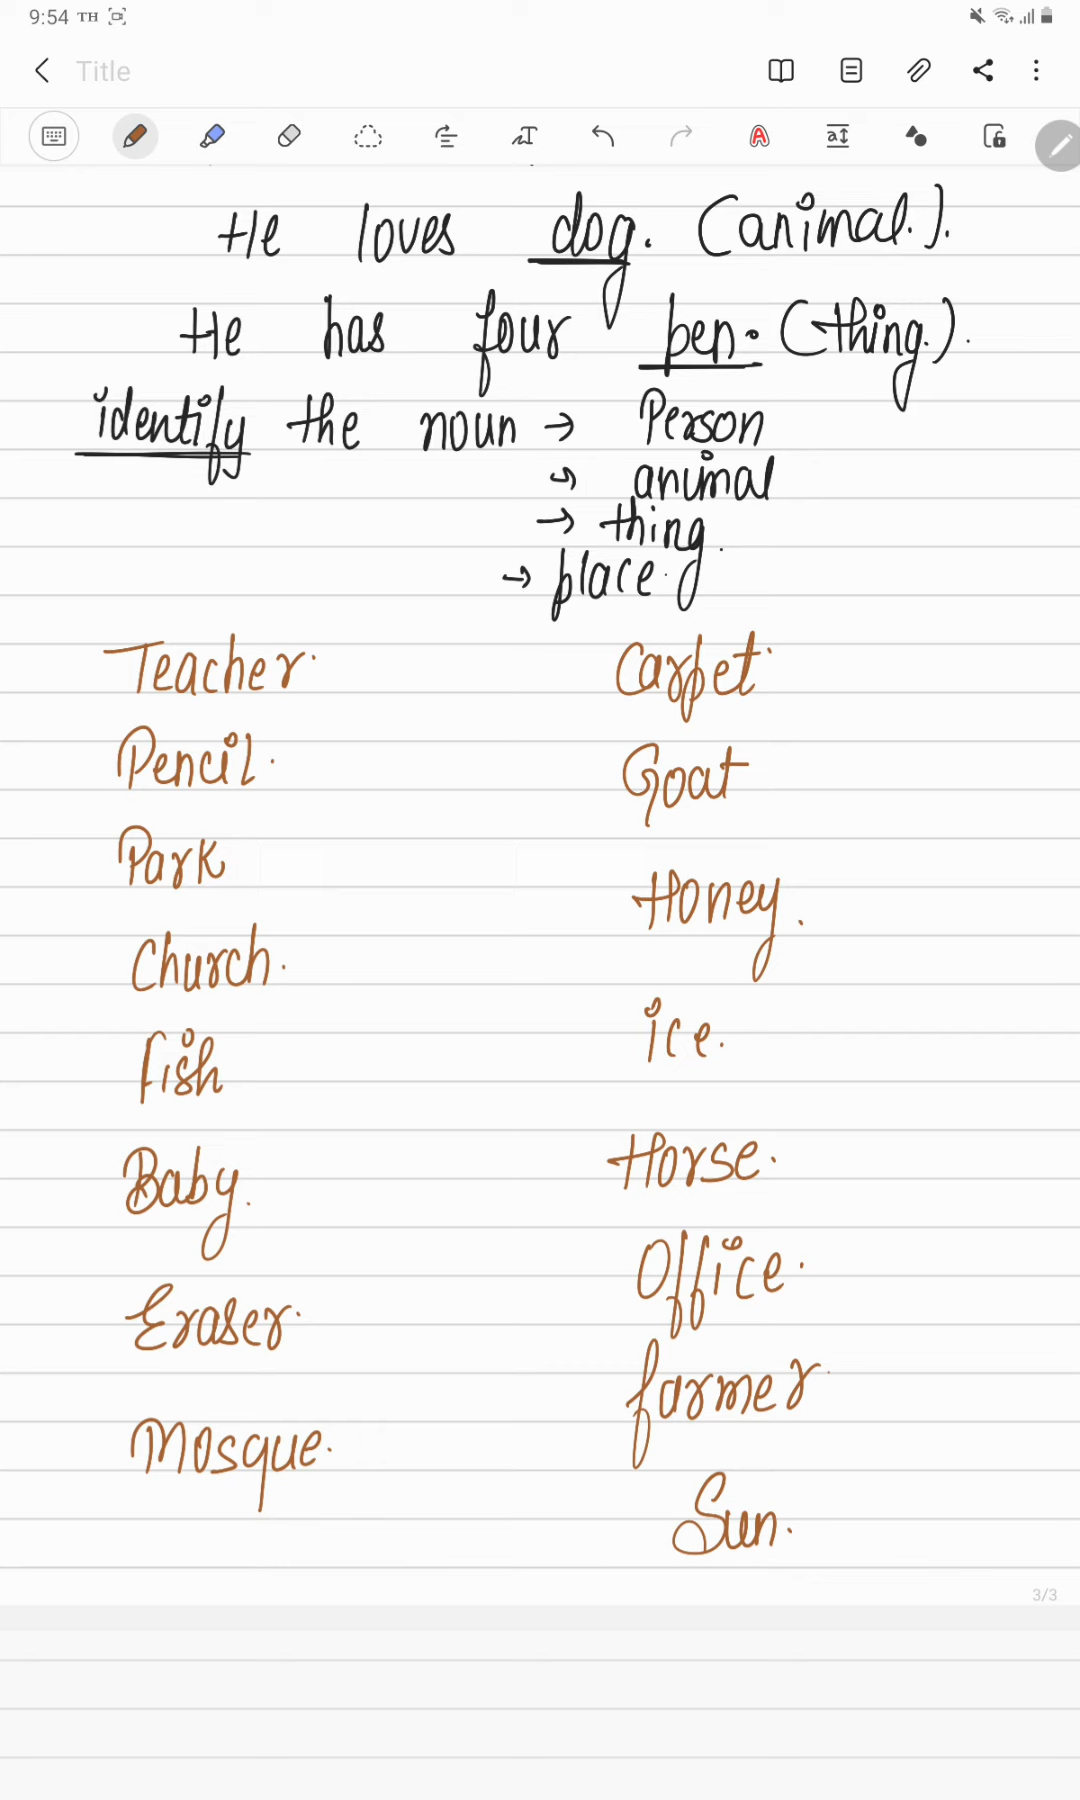 9:54 TH
Title
He loves dog. (animal.).
He has four pen. (thing.).
identify the noun → Person
→ animal
→ thing.
→ place.
Teacher.
Carpet.
Pencil.
Goat
Park
Honey.
Church.
ice.
fish
Horse.
Baby.
Office.
Eraser.
farmer.
Mosque.
Sun.
3/3